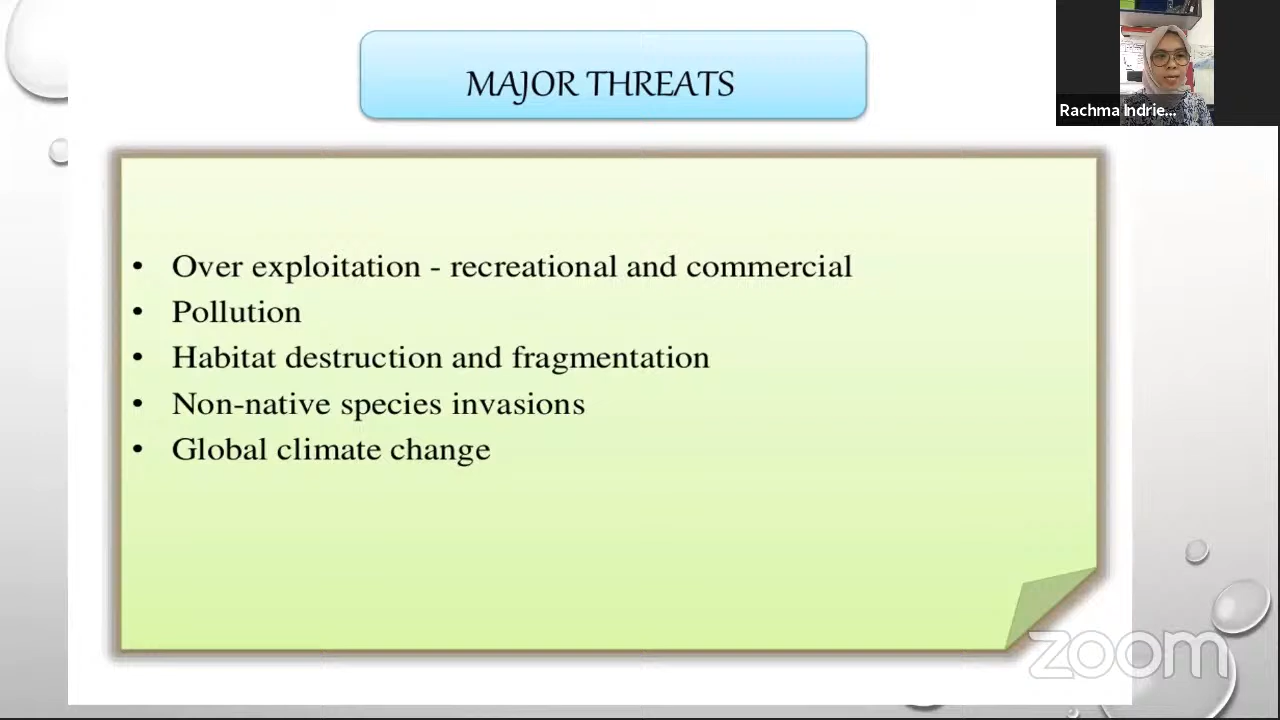 MAJOR THREATS
Rachma Indrie...
• Over exploitation - recreational and commercial
• Pollution
• Habitat destruction and fragmentation
• Non-native species invasions
• Global climate change
zoom